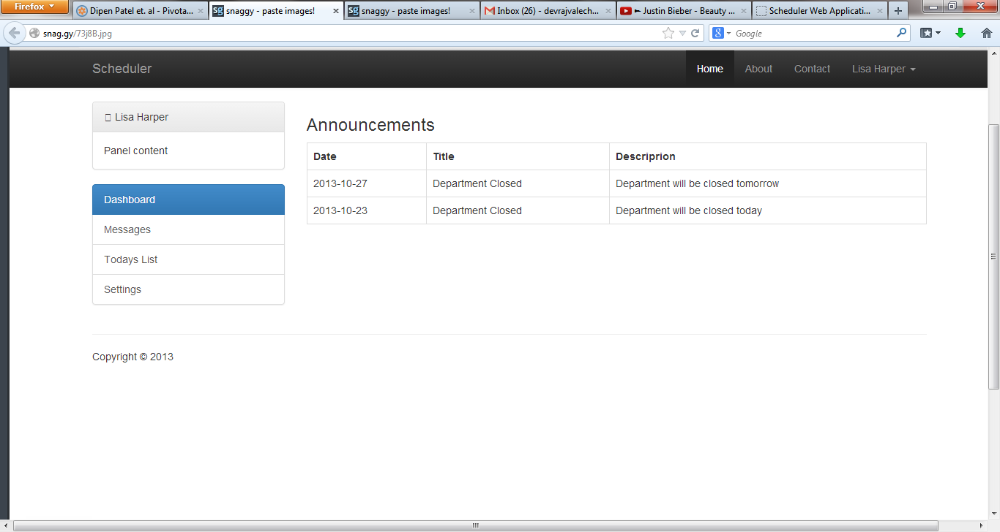 Firefox
Dipen Patel et. al - Pivota...
snaggy - paste images!
snaggy - paste images!
Inbox (26) - devrajvalech...
Justin Bieber - Beauty ...
Scheduler Web Applicati...
snag.gy/73j8B.jpg
Google
Scheduler
Home
About
Contact
Lisa Harper
Lisa Harper
Panel content
Dashboard
Messages
Todays List
Settings
Announcements
Date Title Descriprion
2013-10-27 Department Closed Department will be closed tomorrow
2013-10-23 Department Closed Department will be closed today
Copyright © 2013